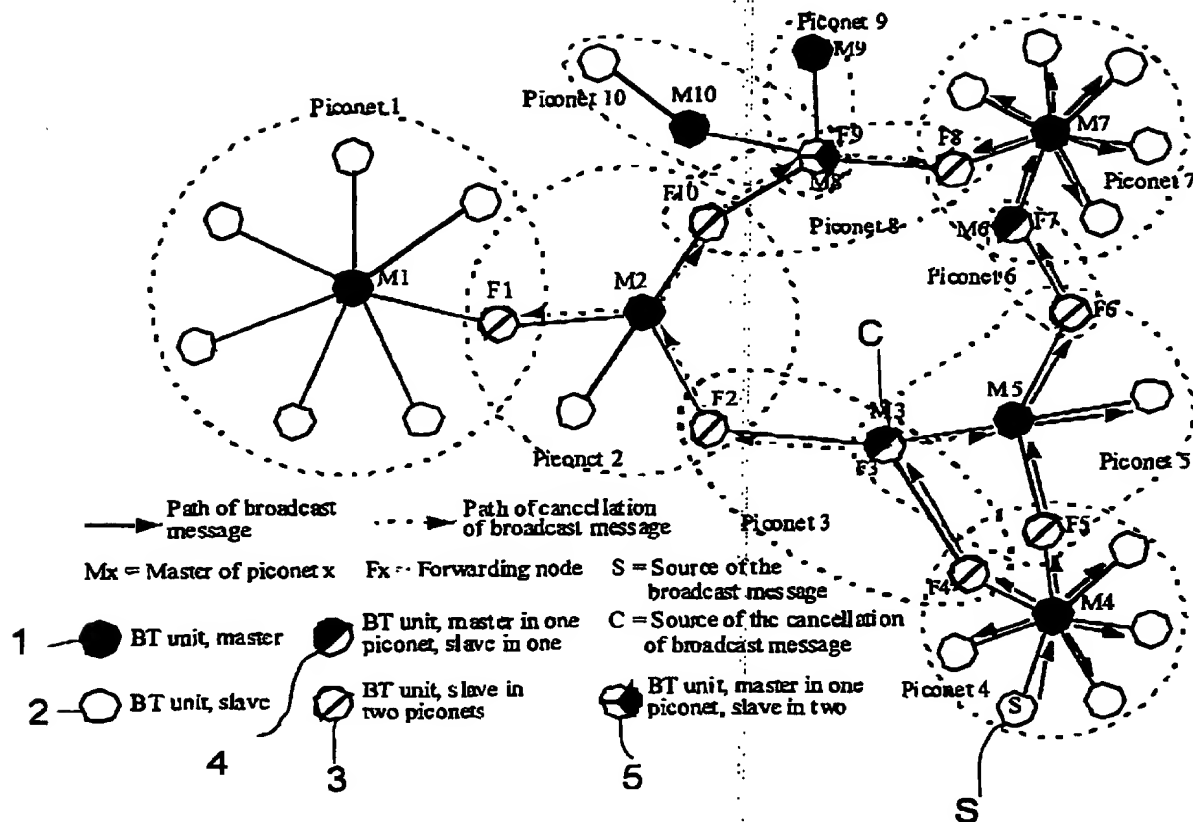 Piconet 9
M9
Piconet 10
M10
Piconet 1
F9
F8
M7
M8
Piconet 7
F10
Piconet 8
M6
F7
M1
F1
M2
Piconet 6
F6
C
F2
M3
M5
F3
Piconet 2
Piconet 5
Piconet 3
F5
F4
M4
Piconet 4
S
S
Path of broadcast
message
Path of cancellation
of broadcast message
Mx = Master of piconet x
Fx = Forwarding node
S = Source of the
broadcast message
C = Source of the cancellation
of broadcast message
1
BT unit, master
BT unit, master in one
piconet, slave in one
2
BT unit, slave
BT unit, slave in
two piconets
BT unit, master in one
piconet, slave in two
4
3
5